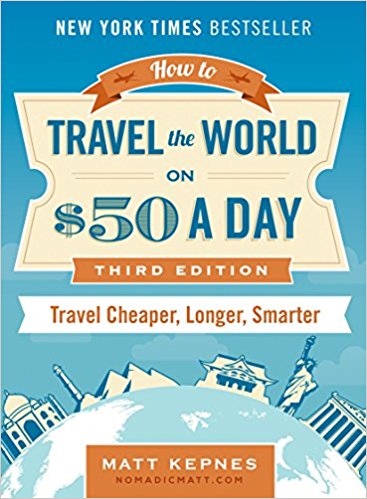 NEW YORK TIMES BESTSELLER
How to
TRAVEL the WORLD
ON
$50 A DAY
THIRD EDITION
Travel Cheaper, Longer, Smarter
MATT KEPNES
NOMADICMATT.COM